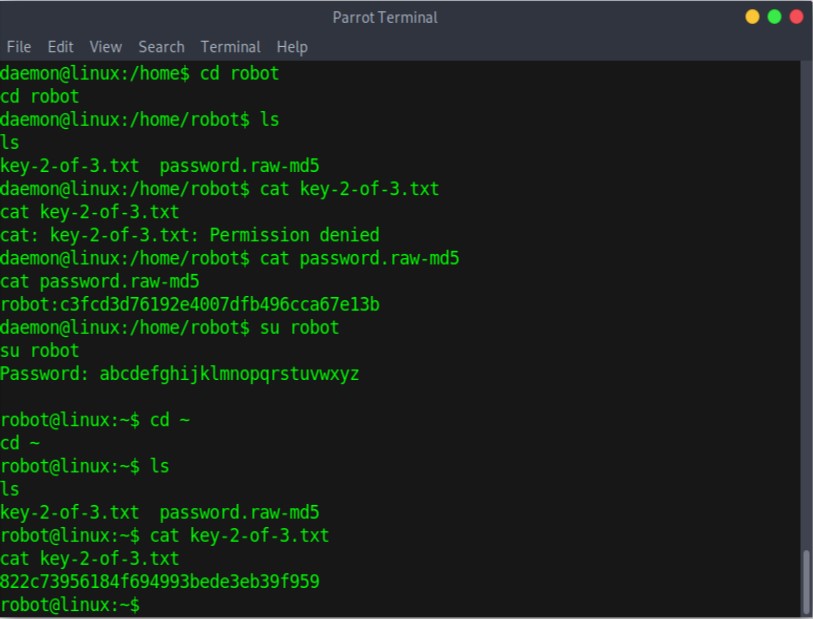 Parrot Terminal
File Edit View Search Terminal Help
daemon@linux:/home$ cd robot
cd robot
daemon@linux:/home/robot$ ls
ls
key-2-of-3.txt  password.raw-md5
daemon@linux:/home/robot$ cat key-2-of-3.txt
cat key-2-of-3.txt
cat: key-2-of-3.txt: Permission denied
daemon@linux:/home/robot$ cat password.raw-md5
cat password.raw-md5
robot:c3fcd3d76192e4007dfb496cca67e13b
daemon@linux:/home/robot$ su robot
su robot
Password: abcdefghijklmnopqrstuvwxyz
robot@linux:~$ cd ~
cd ~
robot@linux:~$ ls
ls
key-2-of-3.txt  password.raw-md5
robot@linux:~$ cat key-2-of-3.txt
cat key-2-of-3.txt
822c73956184f694993bede3eb39f959
robot@linux:~$